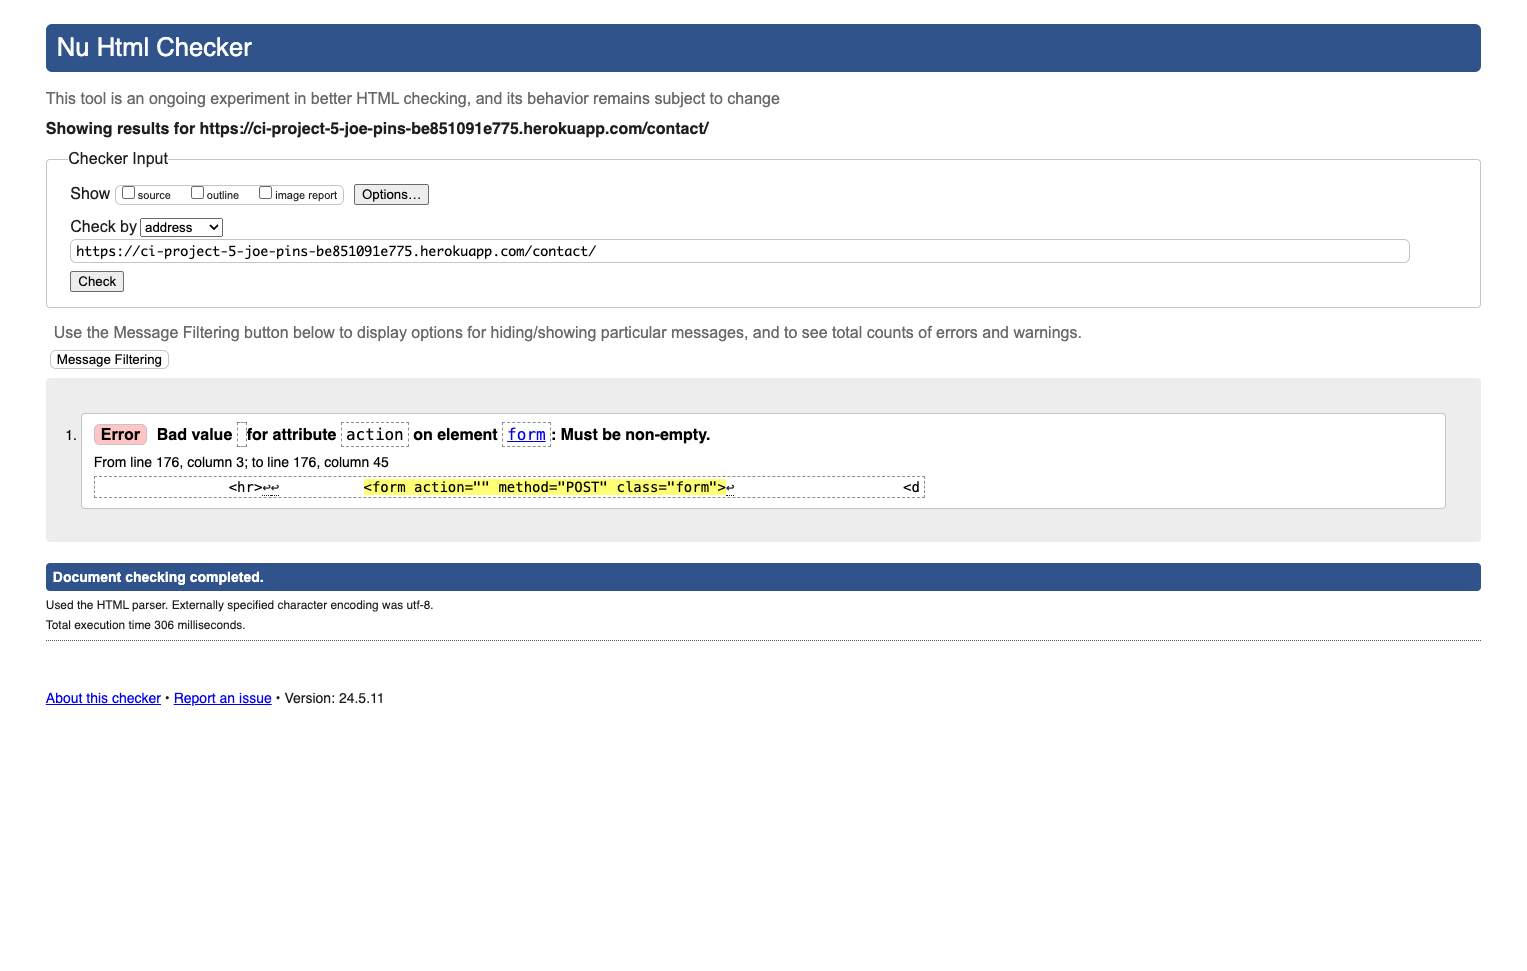 Nu Html Checker
This tool is an ongoing experiment in better HTML checking, and its behavior remains subject to change
Showing results for https://ci-project-5-joe-pins-be851091e775.herokuapp.com/contact/
Checker Input
Show source outline image report Options...
Check by address
https://ci-project-5-joe-pins-be851091e775.herokuapp.com/contact/
Check
Use the Message Filtering button below to display options for hiding/showing particular messages, and to see total counts of errors and warnings.
Message Filtering
1. Error Bad value for attribute action on element form: Must be non-empty.
From line 176, column 3; to line 176, column 45
<hr>↩↩ <form action="" method="POST" class="form">↩ <d
Document checking completed.
Used the HTML parser. Externally specified character encoding was utf-8.
Total execution time 306 milliseconds.
About this checker • Report an issue • Version: 24.5.11